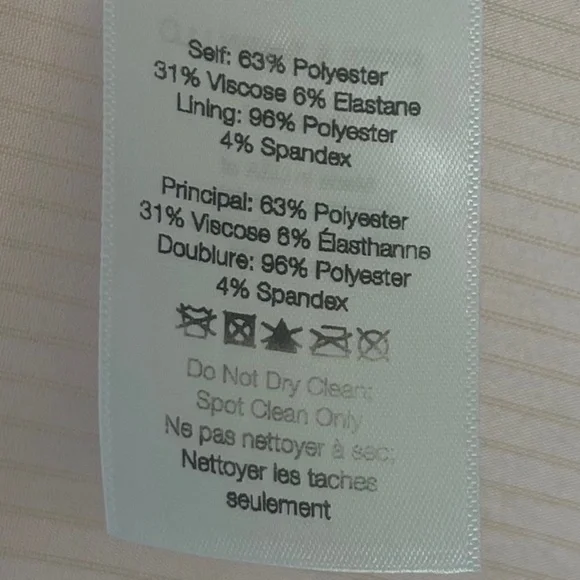 Self: 63% Polyester
31% Viscose 6% Elastane
Lining: 96% Polyester
4% Spandex
Principal: 63% Polyester
31% Viscose 6% Élasthanne
Doublure: 96% Polyester
4% Spandex
Do Not Dry Clean;
Spot Clean Only
Ne pas nettoyer à sec;
Nettoyer les taches
seulement